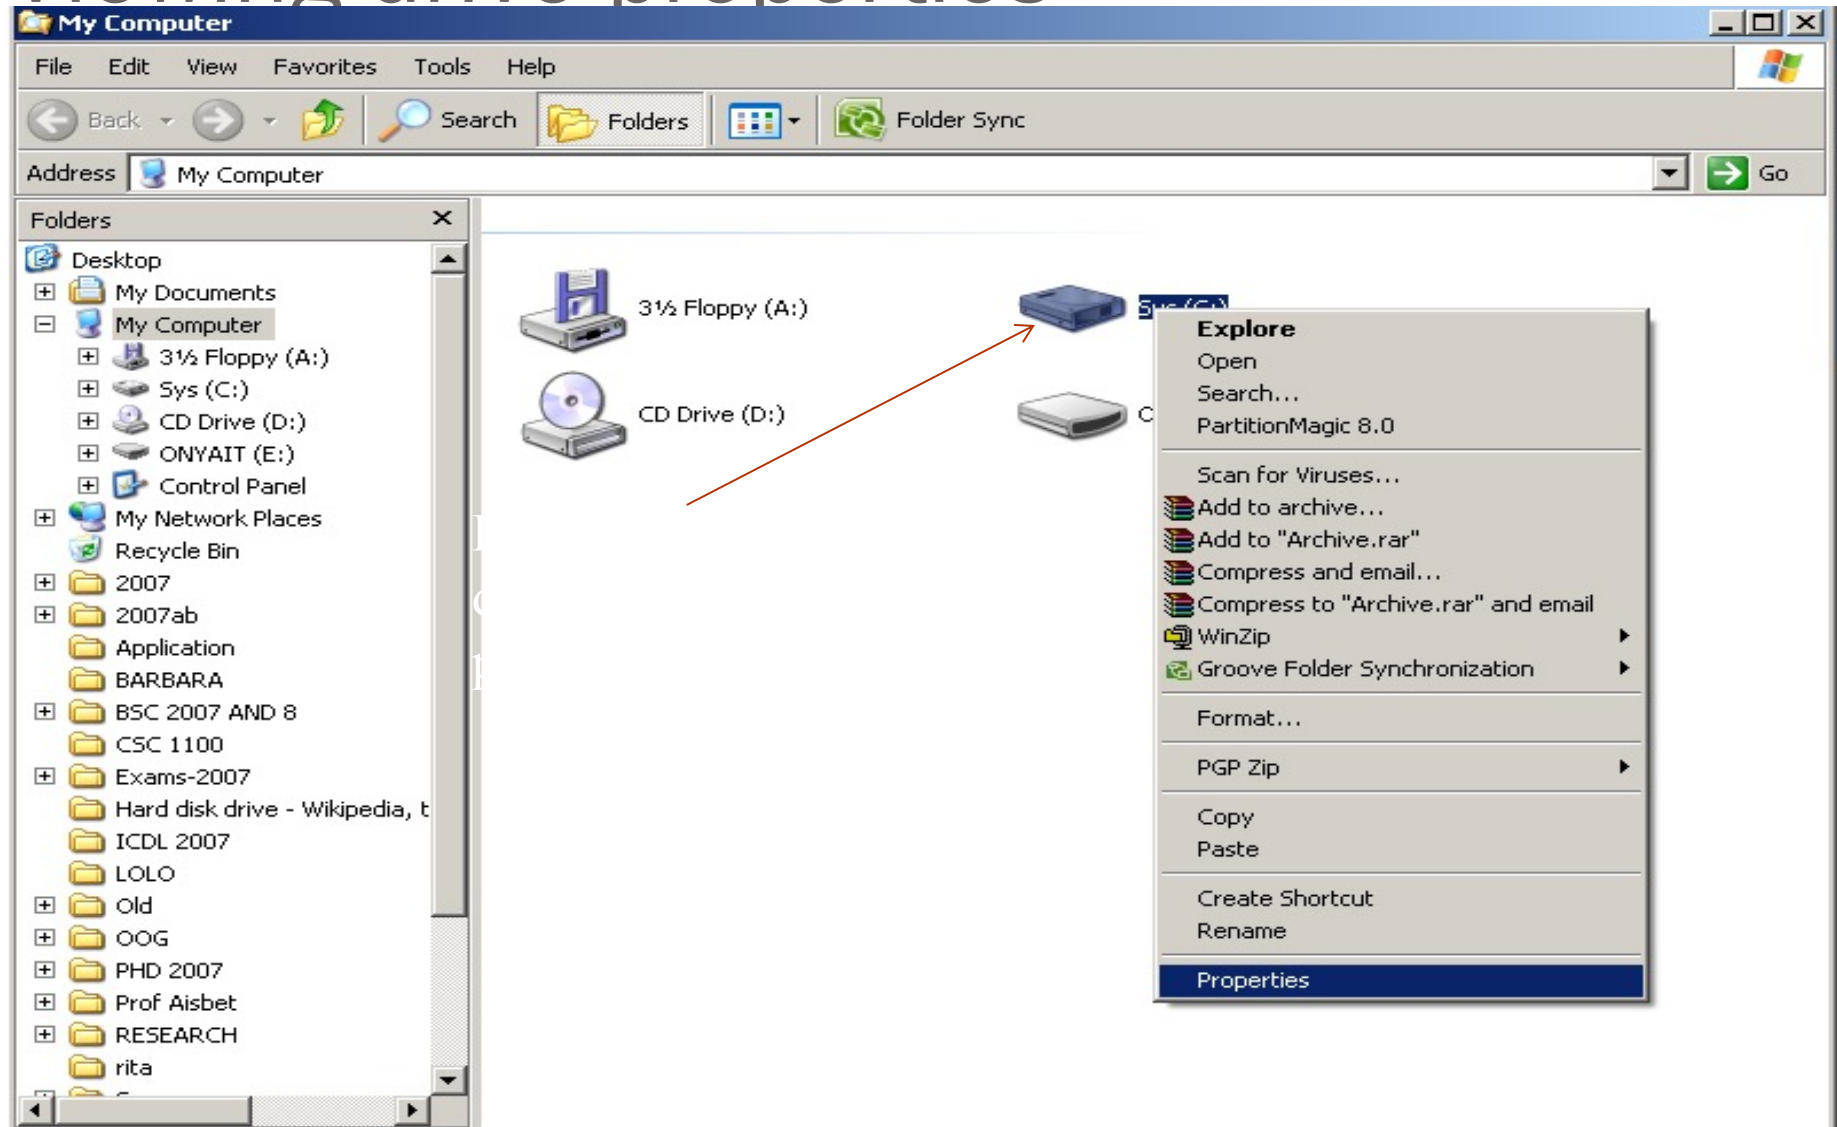 viewing drive properties
My Computer
File Edit View Favorites Tools Help
Back Search Folders Folder Sync
Address My Computer Go
Folders
Desktop
My Documents
My Computer
3½ Floppy (A:)
Sys (C:)
CD Drive (D:)
ONYAIT (E:)
Control Panel
My Network Places
Recycle Bin
2007
2007ab
Application
BARBARA
BSC 2007 AND 8
CSC 1100
Exams-2007
Hard disk drive - Wikipedia, t
ICDL 2007
LOLO
Old
OOG
PHD 2007
Prof Aisbet
RESEARCH
rita
3½ Floppy (A:)
Sys (C:)
CD Drive (D:)
Explore
Open
Search...
PartitionMagic 8.0
Scan for Viruses...
Add to archive...
Add to "Archive.rar"
Compress and email...
Compress to "Archive.rar" and email
WinZip
Groove Folder Synchronization
Format...
PGP Zip
Copy
Paste
Create Shortcut
Rename
Properties